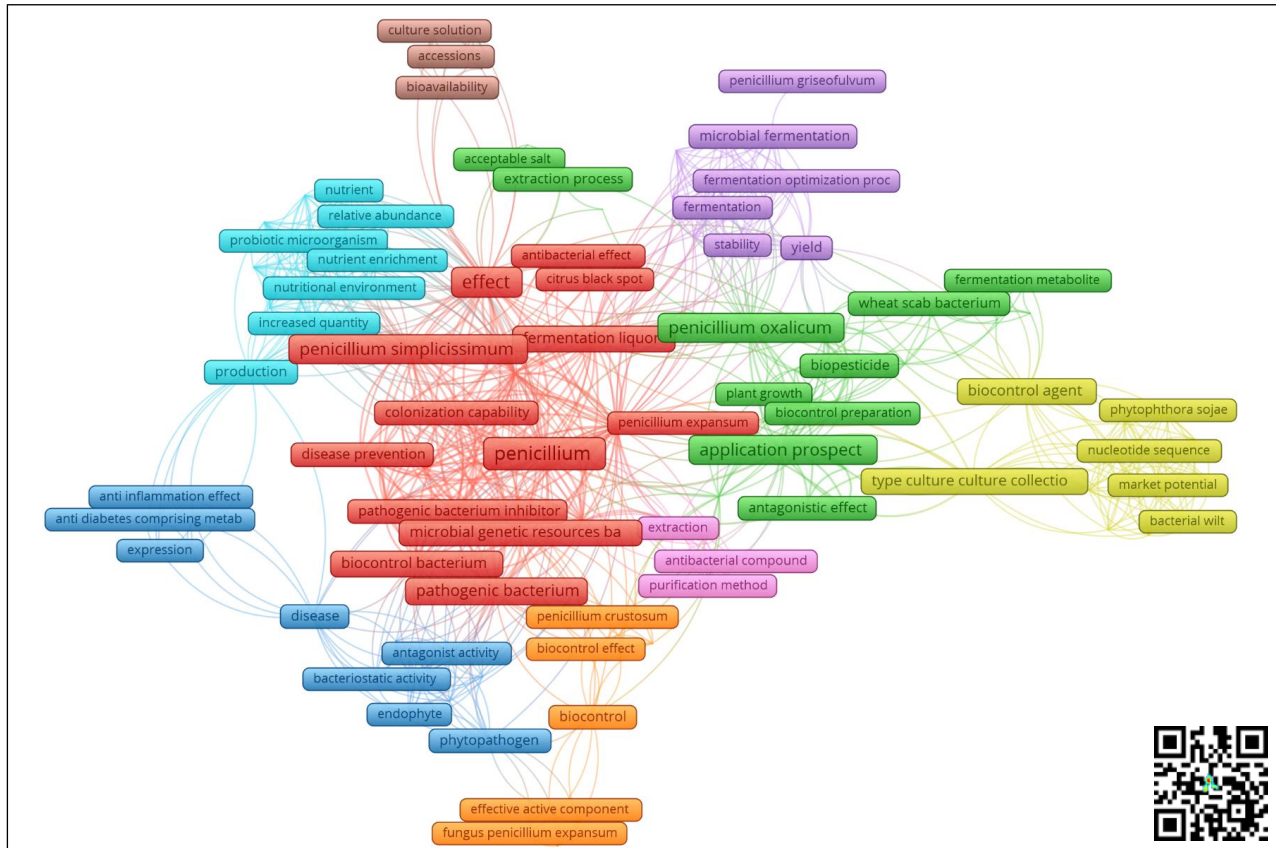 culture solution
accessions
bioavailability
penicillium griseofulvum
microbial fermentation
acceptable salt
extraction process
fermentation optimization proc
nutrient
relative abundance
fermentation
probiotic microorganism
nutrient enrichment
antibacterial effect
stability
yield
effect
citrus black spot
nutritional environment
fermentation metabolite
wheat scab bacterium
increased quantity
penicillium oxalicum
fermentation liquor
penicillium simplicissimum
production
biopesticide
plant growth
biocontrol agent
colonization capability
biocontrol preparation
phytophthora sojae
penicillium expansum
disease prevention
penicillium
application prospect
nucleotide sequence
type culture culture collectio
market potential
anti inflammation effect
anti diabetes comprising metab
pathogenic bacterium inhibitor
antagonistic effect
bacterial wilt
microbial genetic resources ba
extraction
expression
biocontrol bacterium
antibacterial compound
pathogenic bacterium
purification method
disease
penicillium crustosum
antagonist activity
biocontrol effect
bacteriostatic activity
endophyte
biocontrol
phytopathogen
effective active component
fungus penicillium expansum